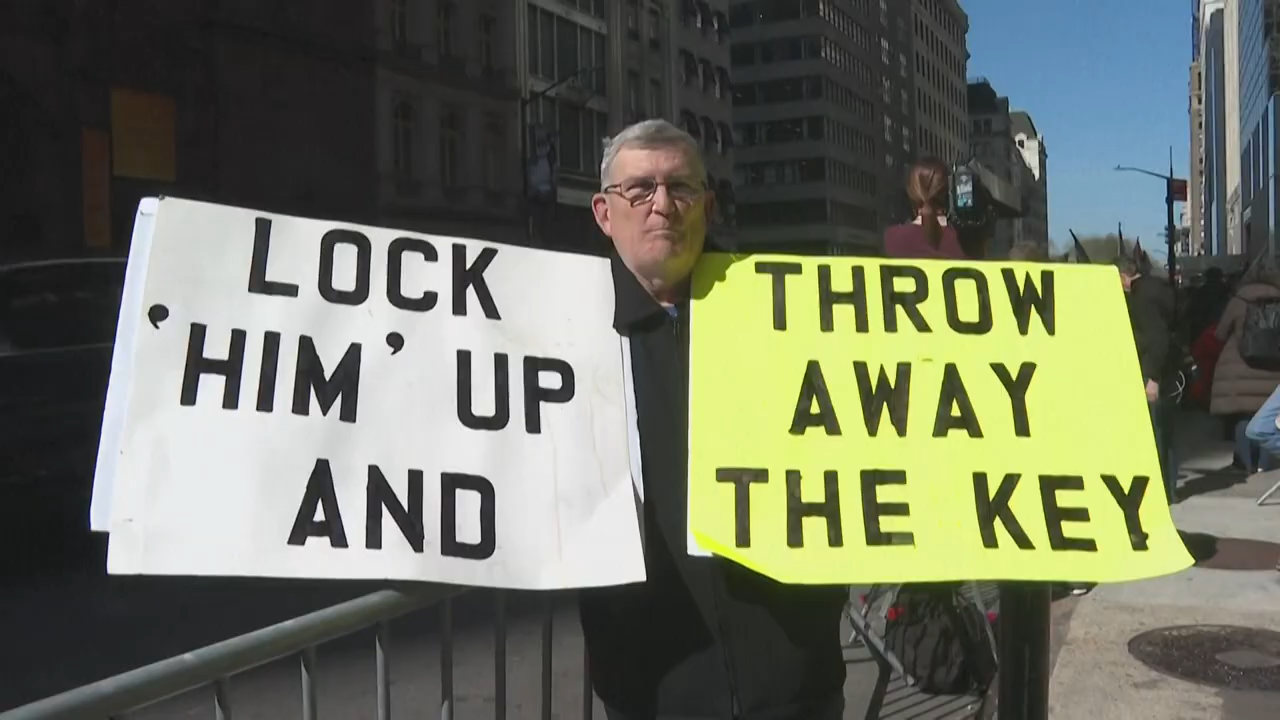 LOCK
'HIM' UP
AND
THROW
AWAY
THE KEY